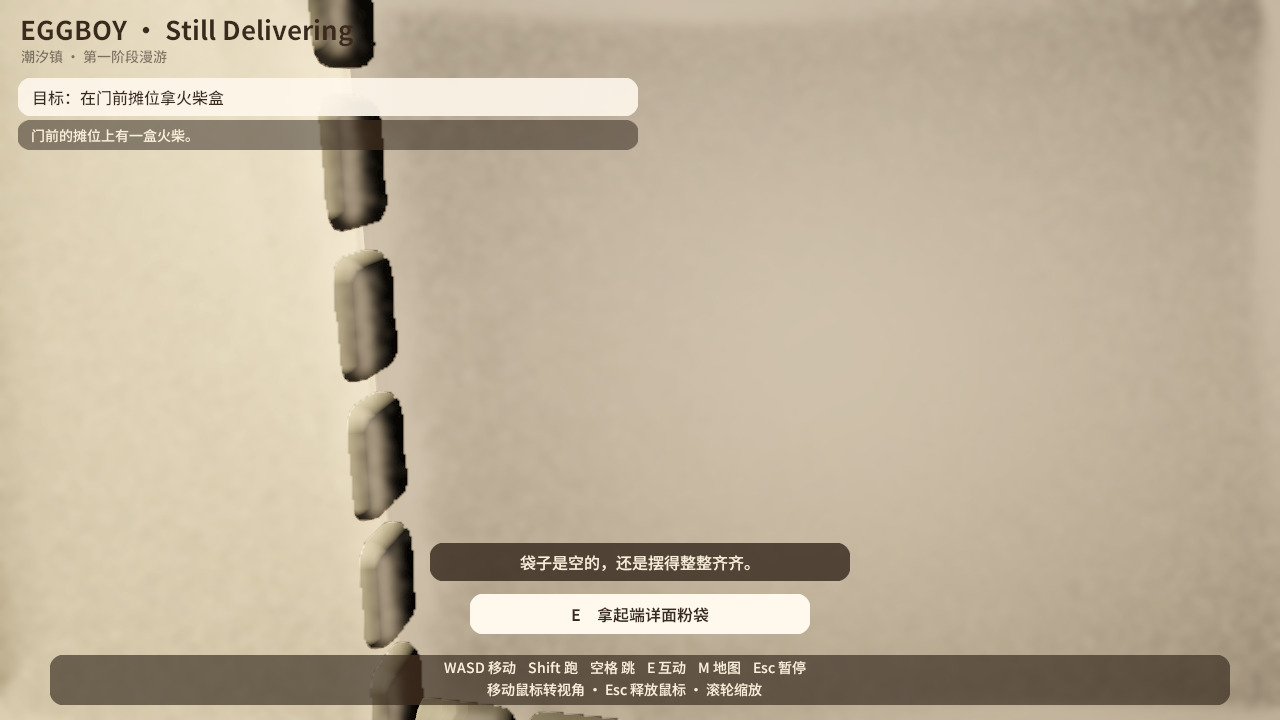 EGGBOY · Still Delivering
潮汐镇 · 第一阶段漫游
目标：在门前摊位拿火柴盒
门前的摊位上有一盒火柴。
袋子是空的，还是摆得整整齐齐。
E 拿起端详面粉袋
WASD 移动 Shift 跑 空格 跳 E 互动 M 地图 Esc 暂停
移动鼠标转视角 · Esc 释放鼠标 · 滚轮缩放